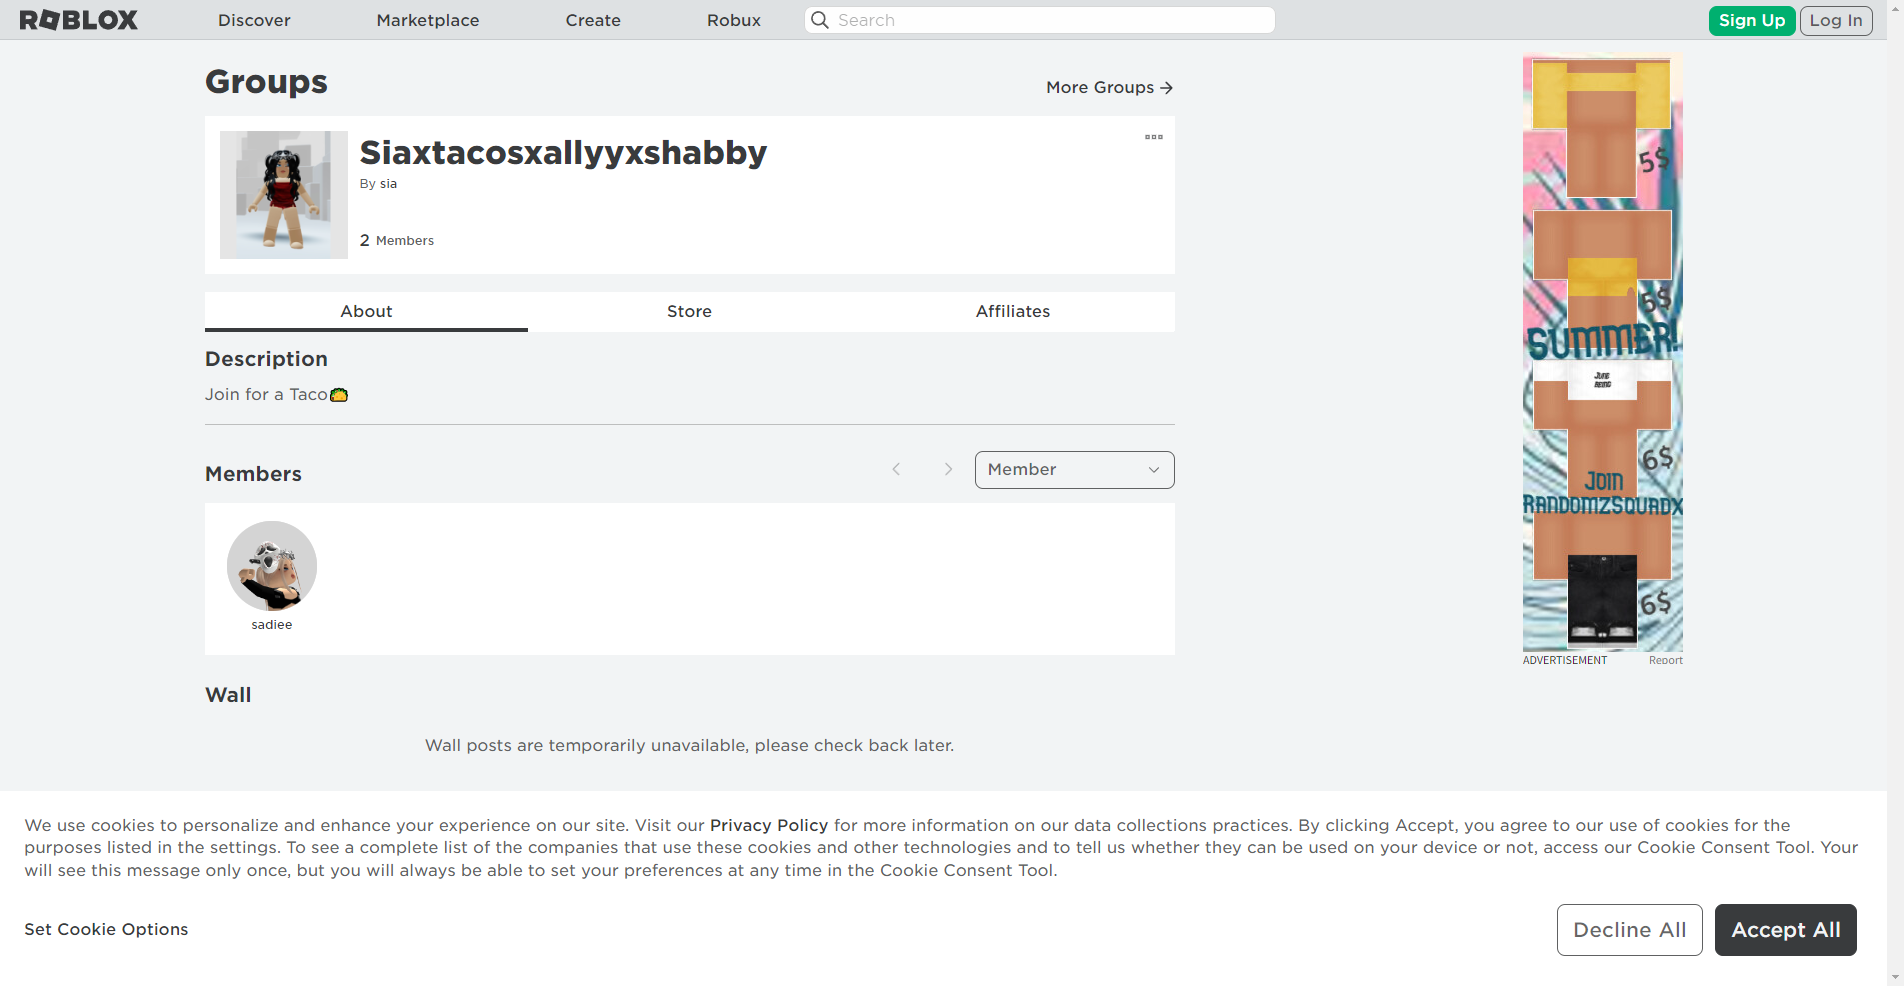 ROBLOX Discover Marketplace Create Robux Search Sign Up Log In
Groups
More Groups
Siaxtacosxallyyxshabby
By sia
2 Members
About Store Affiliates
Description
Join for a Taco🌮
Members
Member
sadiee
Wall
Wall posts are temporarily unavailable, please check back later.
5$
5$
SUMMER!
6$
JOIN
RANDOMZSQUADX
6$
ADVERTISEMENT Report
We use cookies to personalize and enhance your experience on our site. Visit our Privacy Policy for more information on our data collections practices. By clicking Accept, you agree to our use of cookies for the
purposes listed in the settings. To see a complete list of the companies that use these cookies and other technologies and to tell us whether they can be used on your device or not, access our Cookie Consent Tool. Your
will see this message only once, but you will always be able to set your preferences at any time in the Cookie Consent Tool.
Set Cookie Options
Decline All Accept All